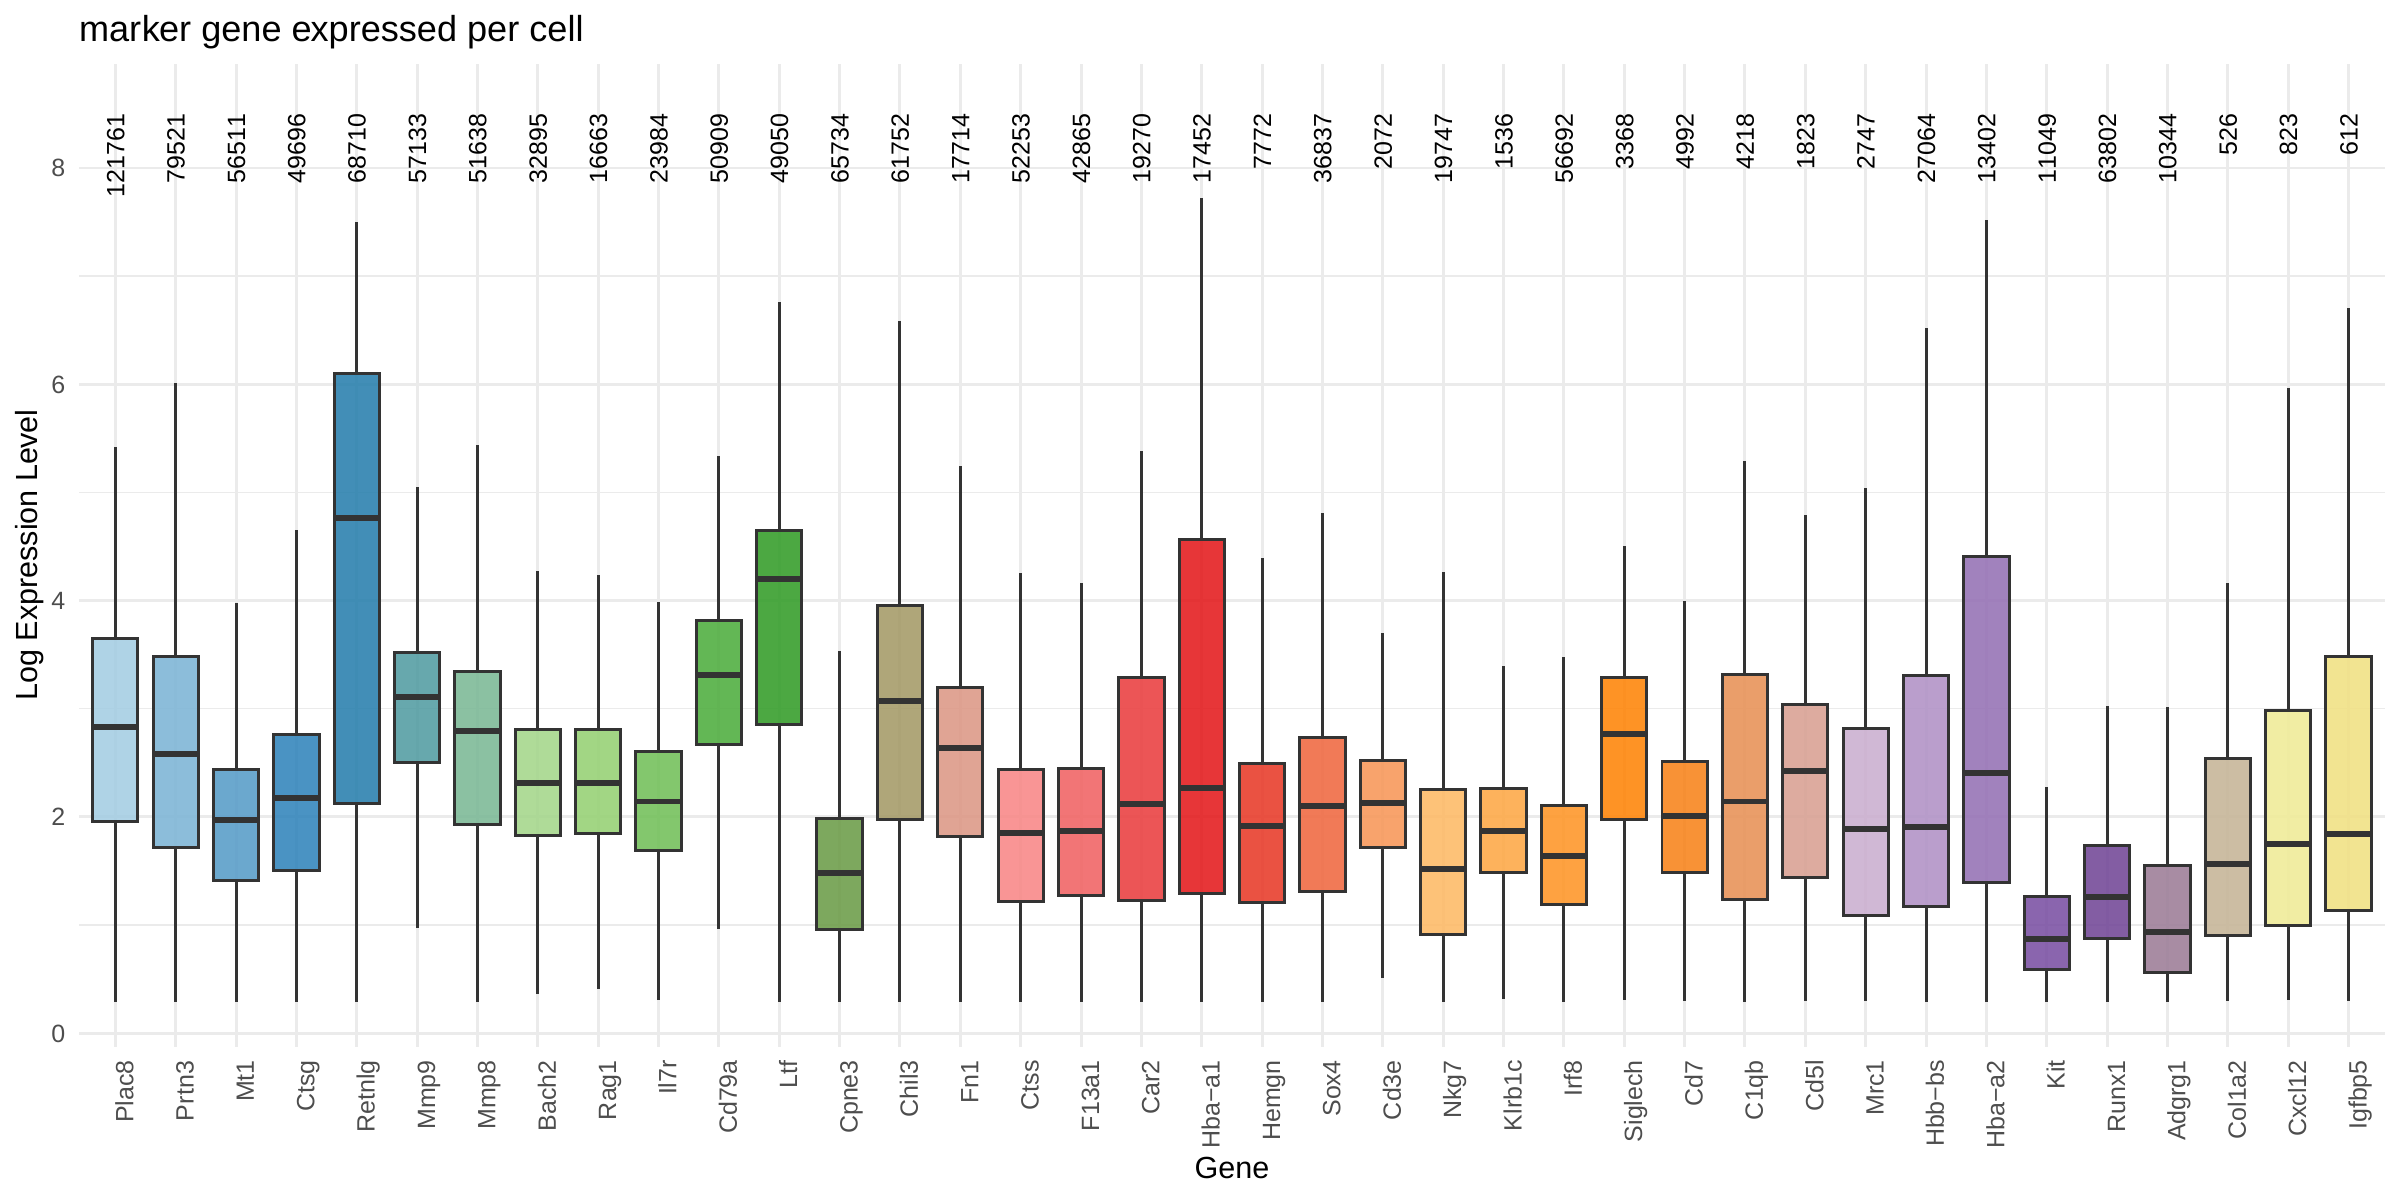 marker gene expressed per cell
121761
79521
56511
49696
68710
57133
51638
32895
16663
23984
50909
49050
65734
61752
17714
52253
42865
19270
17452
7772
36837
2072
19747
1536
56692
3368
4992
4218
1823
2747
27064
13402
11049
63802
10344
526
823
612
8
6
4
2
0
Log Expression Level
Plac8
Prtn3
Mt1
Ctsg
Retnlg
Mmp9
Mmp8
Bach2
Rag1
Il7r
Cd79a
Ltf
Cpne3
Chil3
Fn1
Ctss
F13a1
Car2
Hba−a1
Hemgn
Sox4
Cd3e
Nkg7
Klrb1c
Irf8
Siglech
Cd7
C1qb
Cd5l
Mrc1
Hbb−bs
Hba−a2
Kit
Runx1
Adgrg1
Col1a2
Cxcl12
Igfbp5
Gene